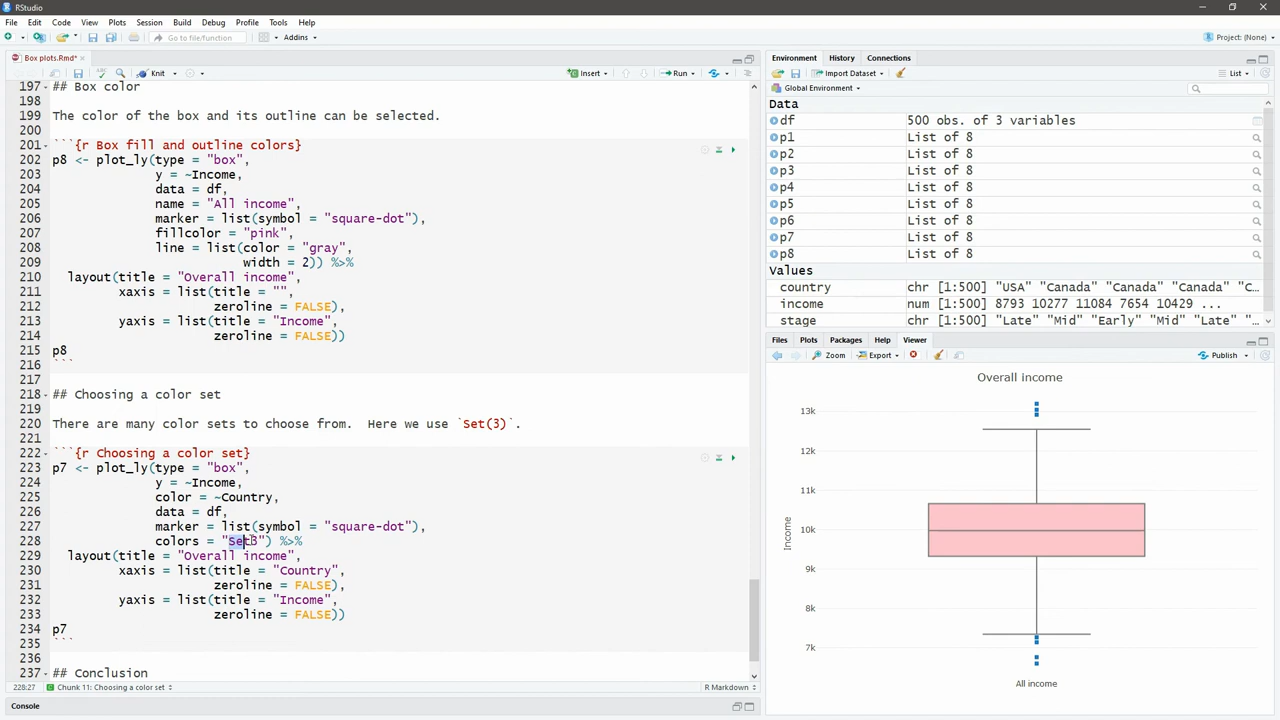 RStudio
File Edit Code View Plots Session Build Debug Profile Tools Help
Go to file/function Addins Project: (None)
Box plots.Rmd*
Knit Insert Run
197 ## Box color
198
199 The color of the box and its outline can be selected.
200
201 ```{r Box fill and outline colors}
202 p8 <- plot_ly(type = "box",
203 y = ~Income,
204 data = df,
205 name = "All income",
206 marker = list(symbol = "square-dot"),
207 fillcolor = "pink",
208 line = list(color = "gray",
209 width = 2)) %>%
210 layout(title = "Overall income",
211 xaxis = list(title = "",
212 zeroline = FALSE),
213 yaxis = list(title = "Income",
214 zeroline = FALSE))
215 p8
216 ```
217
218 ## Choosing a color set
219
220 There are many color sets to choose from.  Here we use `Set(3)`.
221
222 ```{r Choosing a color set}
223 p7 <- plot_ly(type = "box",
224 y = ~Income,
225 color = ~Country,
226 data = df,
227 marker = list(symbol = "square-dot"),
228 colors = "Set3") %>%
229 layout(title = "Overall income",
230 xaxis = list(title = "Country",
231 zeroline = FALSE),
232 yaxis = list(title = "Income",
233 zeroline = FALSE))
234 p7
235 ```
236
237 ## Conclusion
228:27 Chunk 11: Choosing a color set R Markdown
Console
Environment History Connections
Import Dataset List
Global Environment
Data
df 500 obs. of 3 variables
p1 List of 8
p2 List of 8
p3 List of 8
p4 List of 8
p5 List of 8
p6 List of 8
p7 List of 8
p8 List of 8
Values
country chr [1:500] "USA" "Canada" "Canada" "Canada" "C…
income num [1:500] 8793 10277 11084 7654 10429 ...
stage chr [1:500] "Late" "Mid" "Early" "Mid" "Late" "…
Files Plots Packages Help Viewer
Zoom Export Publish
Overall income
13k
12k
11k
10k
9k
8k
7k
Income
All income